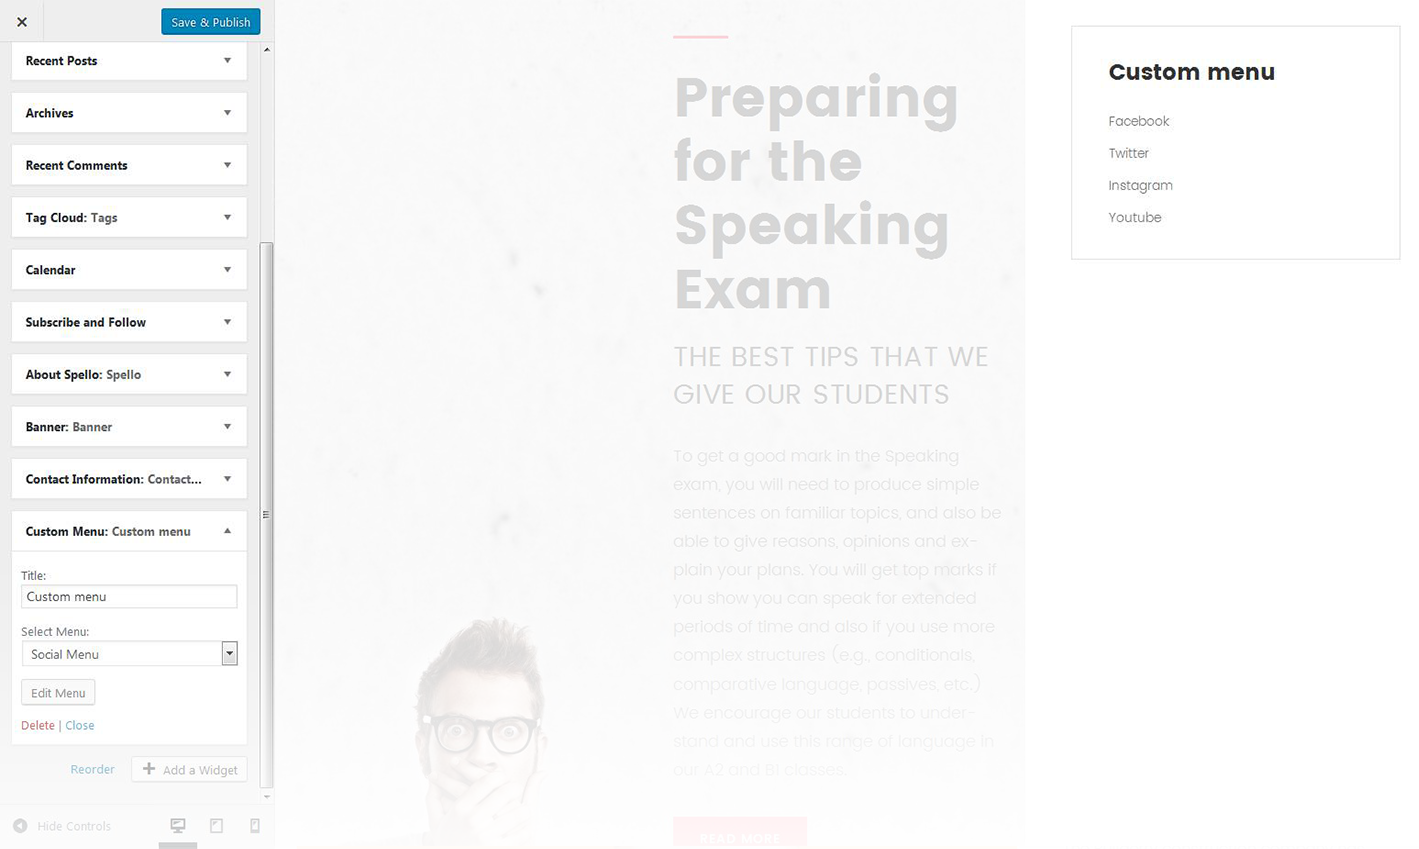 Save & Publish
Recent Posts
Archives
Recent Comments
Tag Cloud: Tags
Calendar
Subscribe and Follow
About Spello: Spello
Banner: Banner
Contact Information: Contact...
Custom Menu: Custom menu
Title:
Custom menu
Select Menu:
Social Menu
Edit Menu
Delete | Close
Reorder
Add a Widget
Hide Controls
Preparing
for the
Speaking
Exam
THE BEST TIPS THAT WE
GIVE OUR STUDENTS
To get a good mark in the Speaking
exam, you will need to produce simple
sentences on familiar topics, and also be
able to give reasons, opinions and ex-
plain your plans. You will get top marks if
you show you can speak for extended
periods of time and also if you use more
complex structures (e.g., conditionals,
comparative language, passives, etc.)
We encourage our students to under-
stand and use this range of language in
our A2 and B1 classes.
READ MORE
Custom menu
Facebook
Twitter
Instagram
Youtube